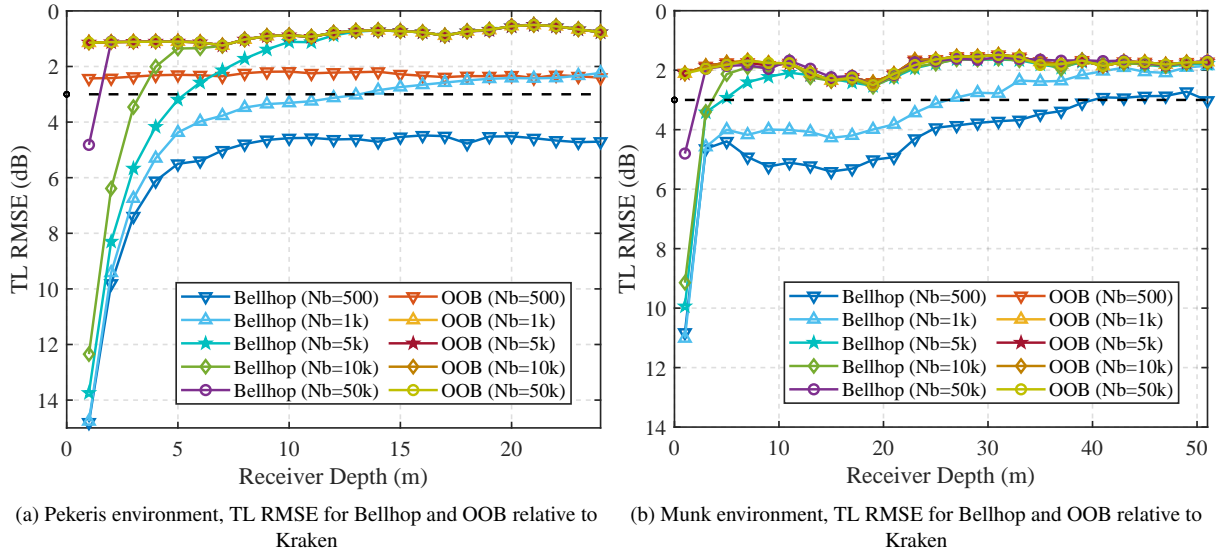 0
2
4
6
8
10
12
14
TL RMSE (dB)
Bellhop (Nb=500)
Bellhop (Nb=1k)
Bellhop (Nb=5k)
Bellhop (Nb=10k)
Bellhop (Nb=50k)
OOB (Nb=500)
OOB (Nb=1k)
OOB (Nb=5k)
OOB (Nb=10k)
OOB (Nb=50k)
0 5 10 15 20
Receiver Depth (m)
(a) Pekeris environment, TL RMSE for Bellhop and OOB relative to
Kraken
0
2
4
6
8
10
12
14
TL RMSE (dB)
Bellhop (Nb=500)
Bellhop (Nb=1k)
Bellhop (Nb=5k)
Bellhop (Nb=10k)
Bellhop (Nb=50k)
OOB (Nb=500)
OOB (Nb=1k)
OOB (Nb=5k)
OOB (Nb=10k)
OOB (Nb=50k)
0 10 20 30 40 50
Receiver Depth (m)
(b) Munk environment, TL RMSE for Bellhop and OOB relative to
Kraken